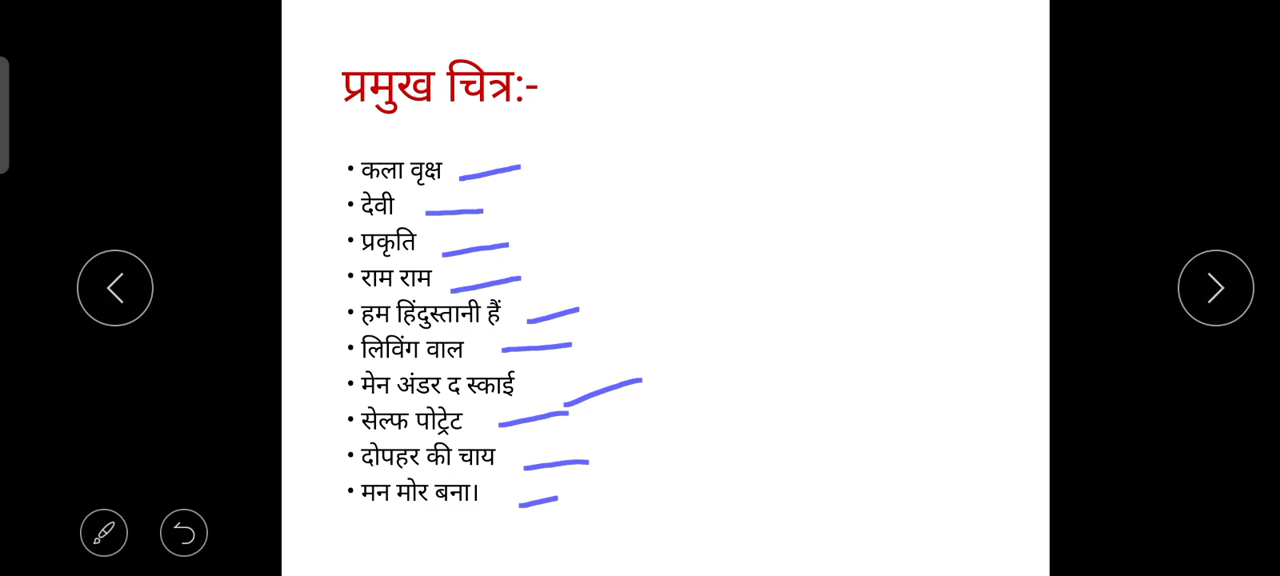 प्रमुख चित्र:-
• कला वृक्ष
• देवी
• प्रकृति
• राम राम
• हम हिंदुस्तानी हैं
• लिविंग वाल
• मेन अंडर द स्काई
• सेल्फ पोट्रेट
• दोपहर की चाय
• मन मोर बना।